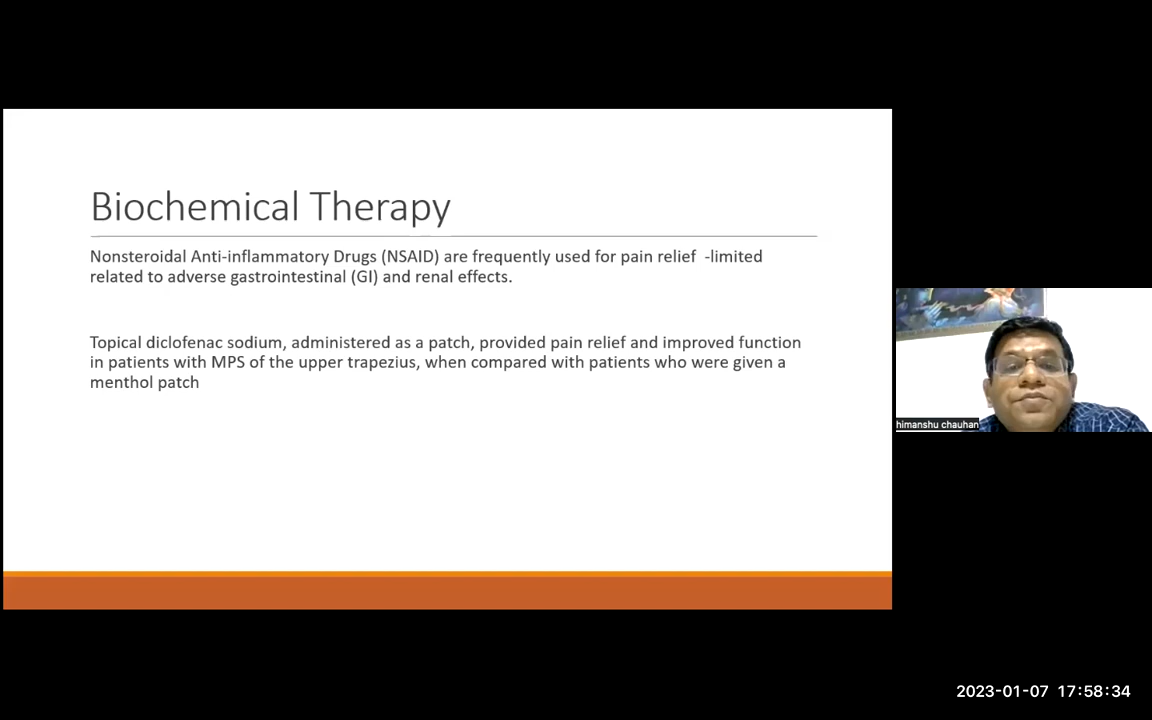 Biochemical Therapy
Nonsteroidal Anti-inflammatory Drugs (NSAID) are frequently used for pain relief  -limited
related to adverse gastrointestinal (GI) and renal effects.
Topical diclofenac sodium, administered as a patch, provided pain relief and improved function
in patients with MPS of the upper trapezius, when compared with patients who were given a
menthol patch
himanshu chauhan
2023-01-07 17:58:34